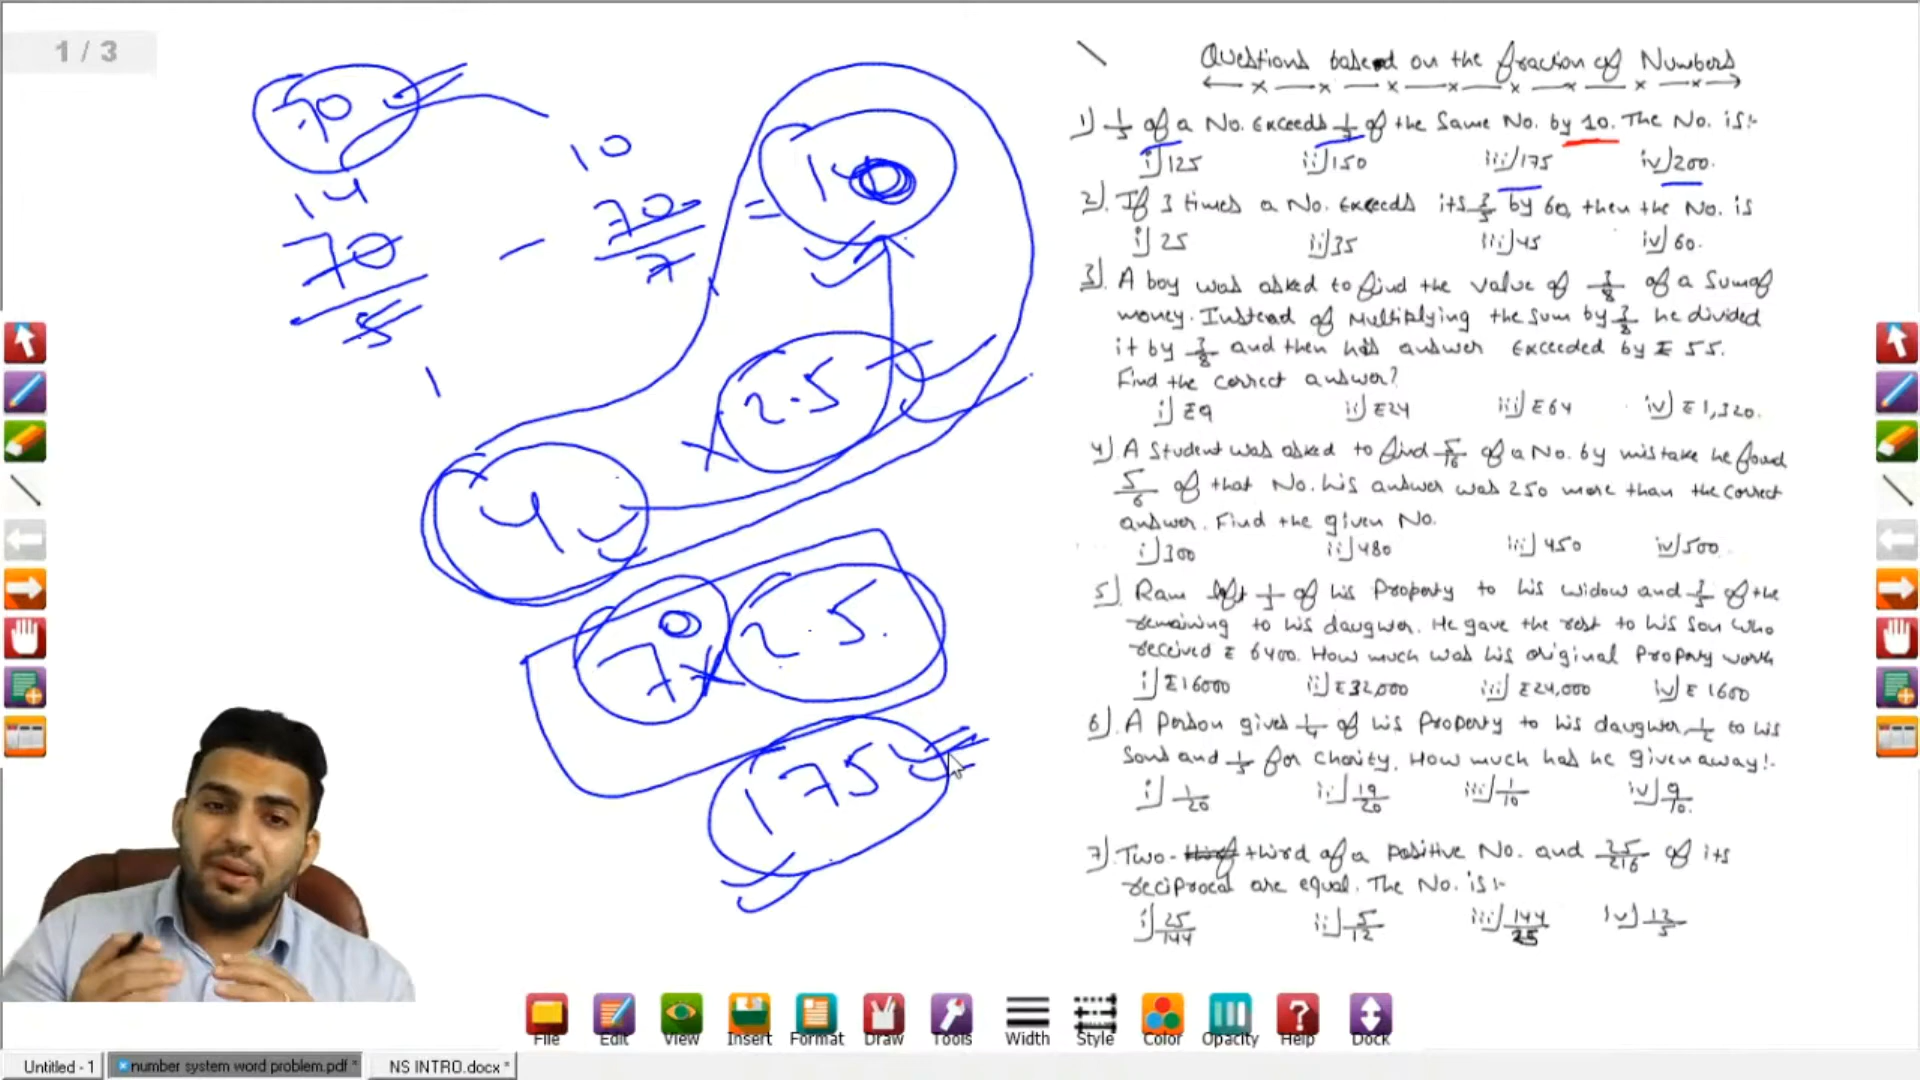 1 / 3
70
14
70
5
-
10
70
7
=
10
4
× 2.5
4
70 × 2.5
175
Questions based on the fraction of Numbers
1) 1/5 of a No. Exceeds 1/7 of the Same No. by 10. The No. is:-
i) 125 ii) 150 iii) 175 iv) 200.
2) If 3 times a No. Exceeds its 3/5 by 60, then the No. is
i) 25 ii) 35 iii) 45 iv) 60.
3) A boy was asked to find the value of 3/8 of a Sum of
money. Instead of Multiplying the sum by 3/8 he divided
it by 3/8 and then his answer Exceeded by ₹ 55.
Find the correct answer?
i) ₹9 ii) ₹24 iii) ₹64 iv) ₹1,320.
4) A Student was asked to find 5/16 of a No. by mistake he found
5/6 of that No. his answer was 250 more than the correct
answer. Find the given No.
i) 300 ii) 480 iii) 450 iv) 500
5) Ram left 1/3 of his Property to his widow and 3/5 of the
remaining to his daugwer. He gave the rest to his son who
received ₹ 6400. How much was his original Property worth
i) ₹16000 ii) ₹32,000 iii) ₹24,000 iv) ₹1600
6) A Person gives 1/4 of his Property to his daughter, 1/2 to his
Sons and 1/5 for Charity. How much has he given away!-
i) 1/20 ii) 19/20 iii) 1/10 iv) 9/10.
7) Two- third of a Positive No. and 25/216 of its
reciprocal are equal. The No. is:-
i) 25/144 ii) 5/12 iii) 144/25 iv) 12/5
File Edit View Insert Format Draw Tools Width Style Color Opacity Help Dock
Untitled - 1 number system word problem.pdf * NS INTRO.docx *